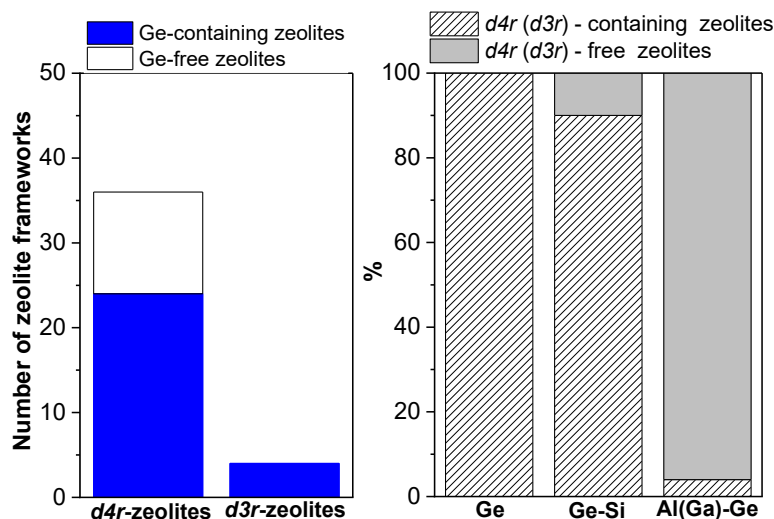 Ge-containing zeolites
Ge-free zeolites
50
40
30
20
10
0
Number of zeolite frameworks
d4r-zeolites d3r-zeolites
d4r (d3r) - containing zeolites
d4r (d3r) - free zeolites
100
80
60
40
20
0
%
Ge Ge-Si Al(Ga)-Ge